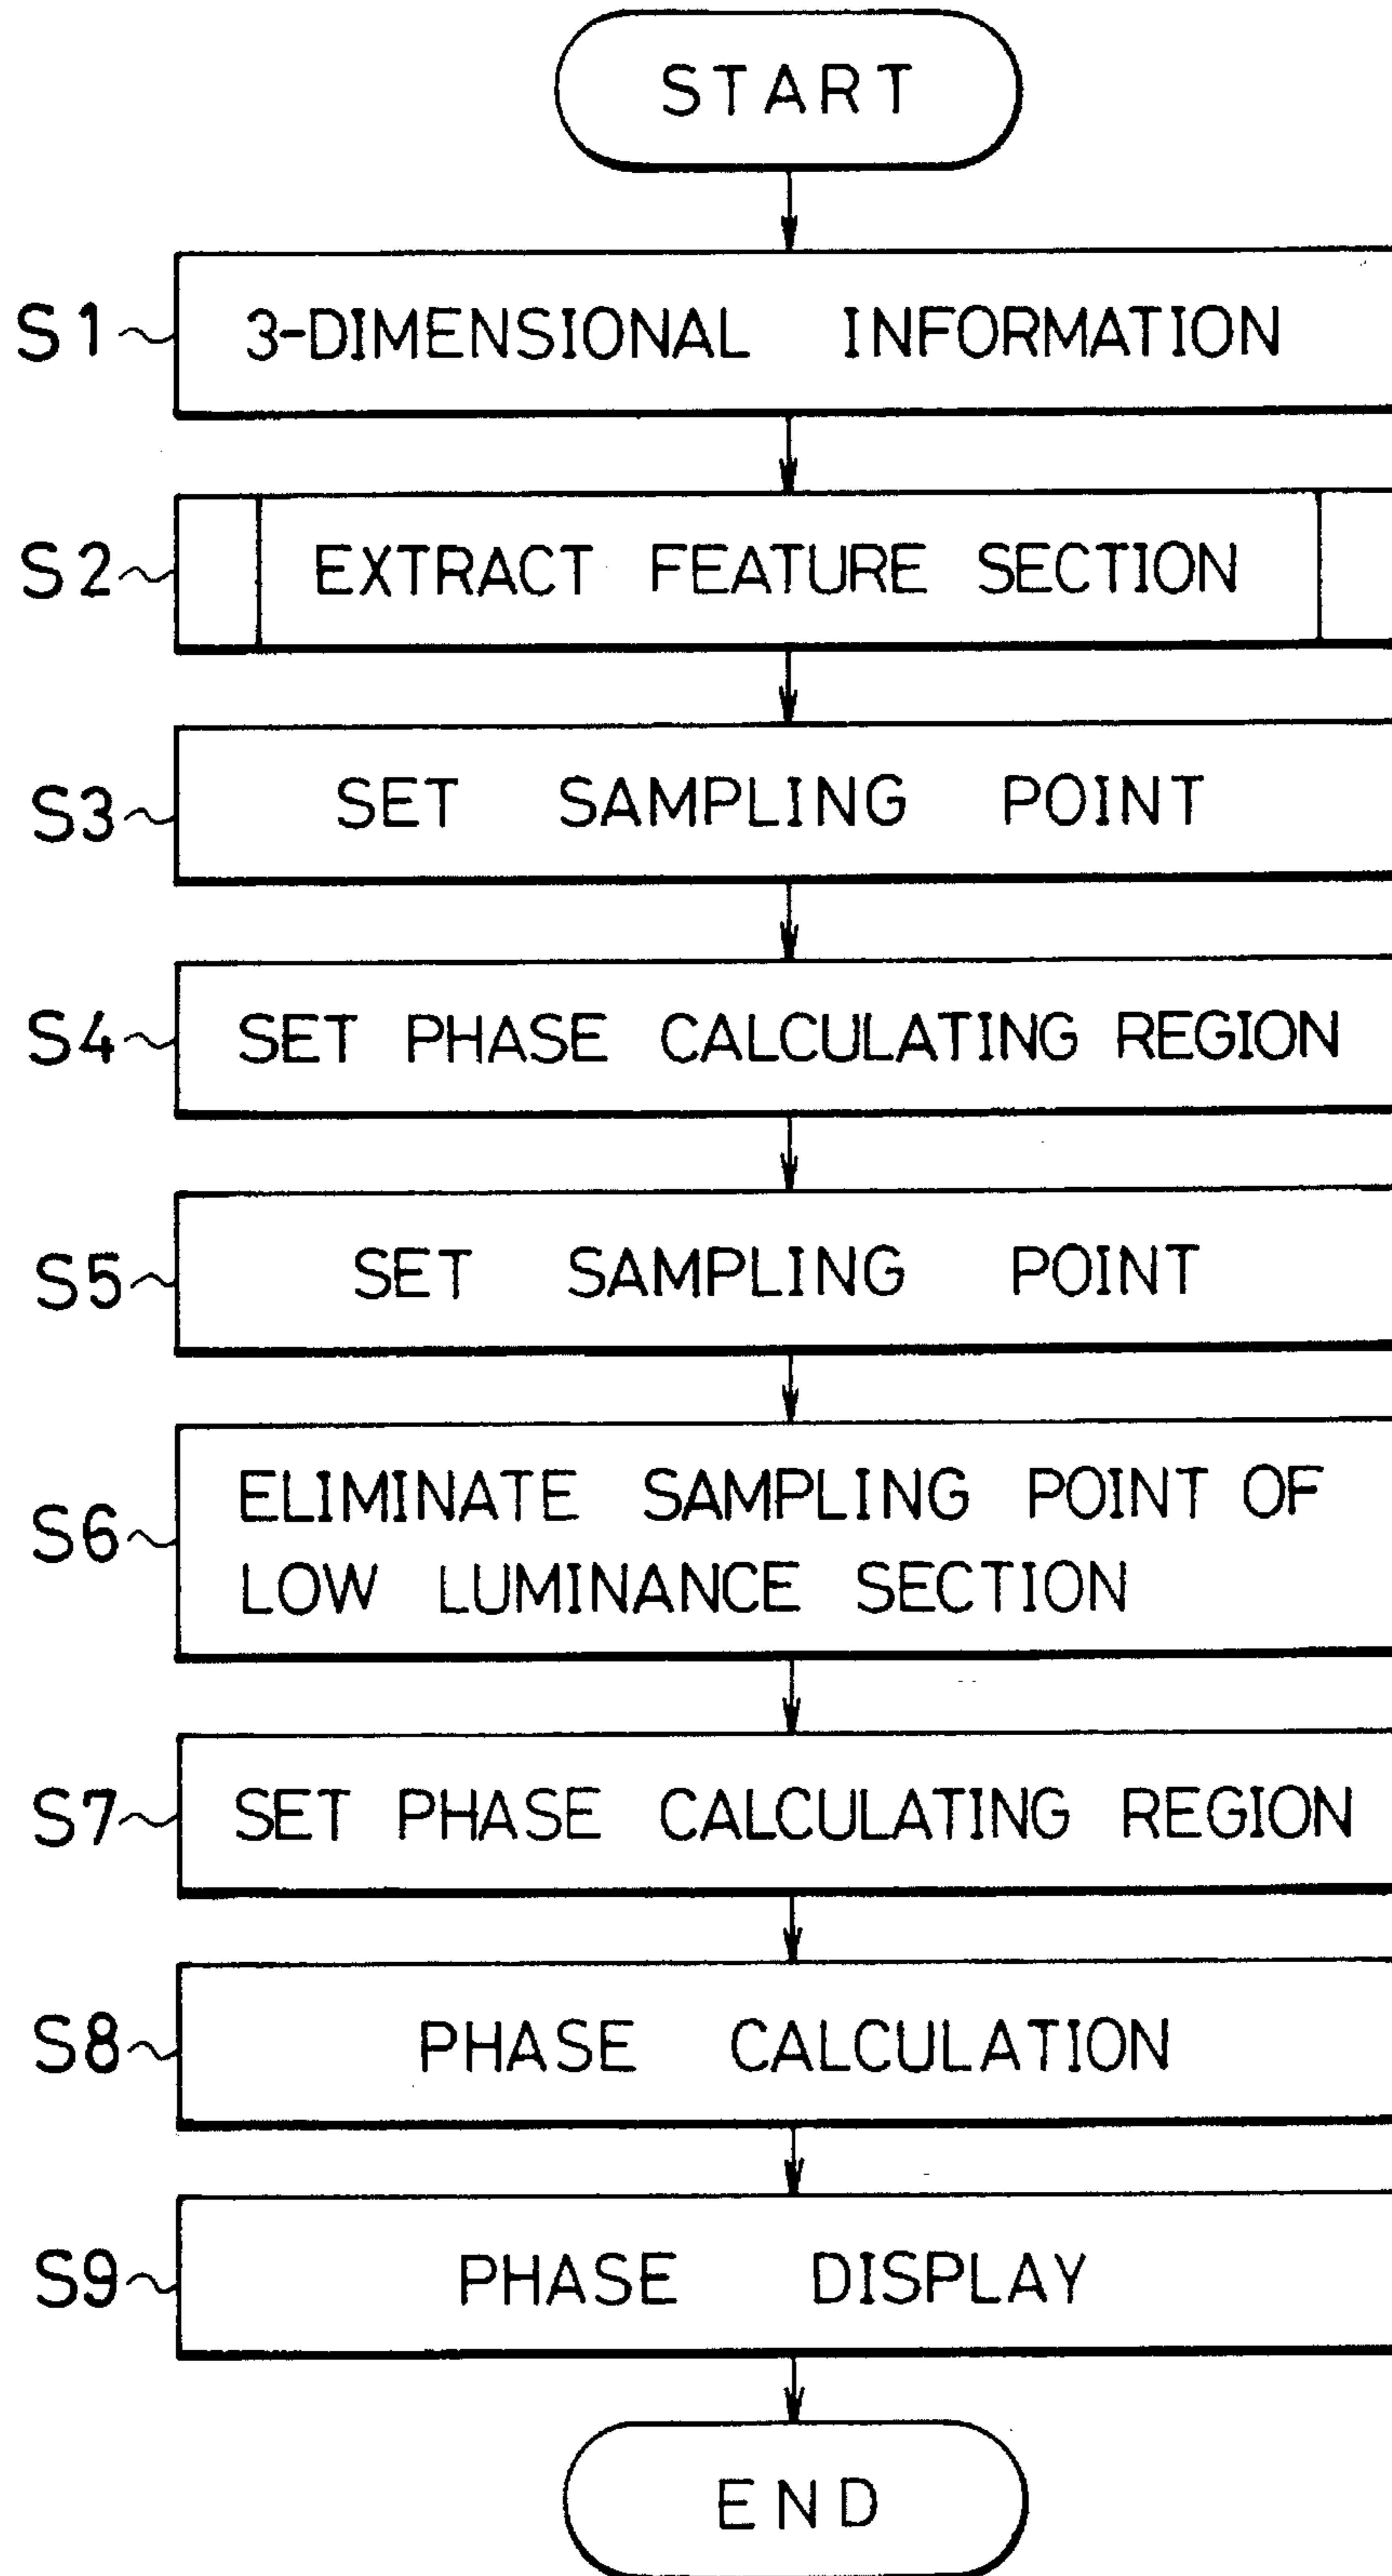 START
S1 3-DIMENSIONAL INFORMATION
S2 EXTRACT FEATURE SECTION
S3 SET SAMPLING POINT
S4 SET PHASE CALCULATING REGION
S5 SET SAMPLING POINT
S6 ELIMINATE SAMPLING POINT OF
LOW LUMINANCE SECTION
S7 SET PHASE CALCULATING REGION
S8 PHASE CALCULATION
S9 PHASE DISPLAY
END